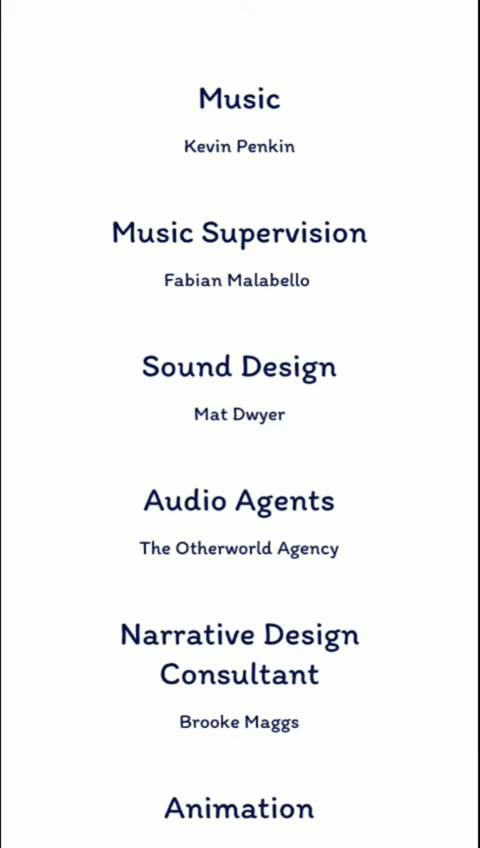 Music
Kevin Penkin
Music Supervision
Fabian Malabello
Sound Design
Mat Dwyer
Audio Agents
The Otherworld Agency
Narrative Design
Consultant
Brooke Maggs
Animation